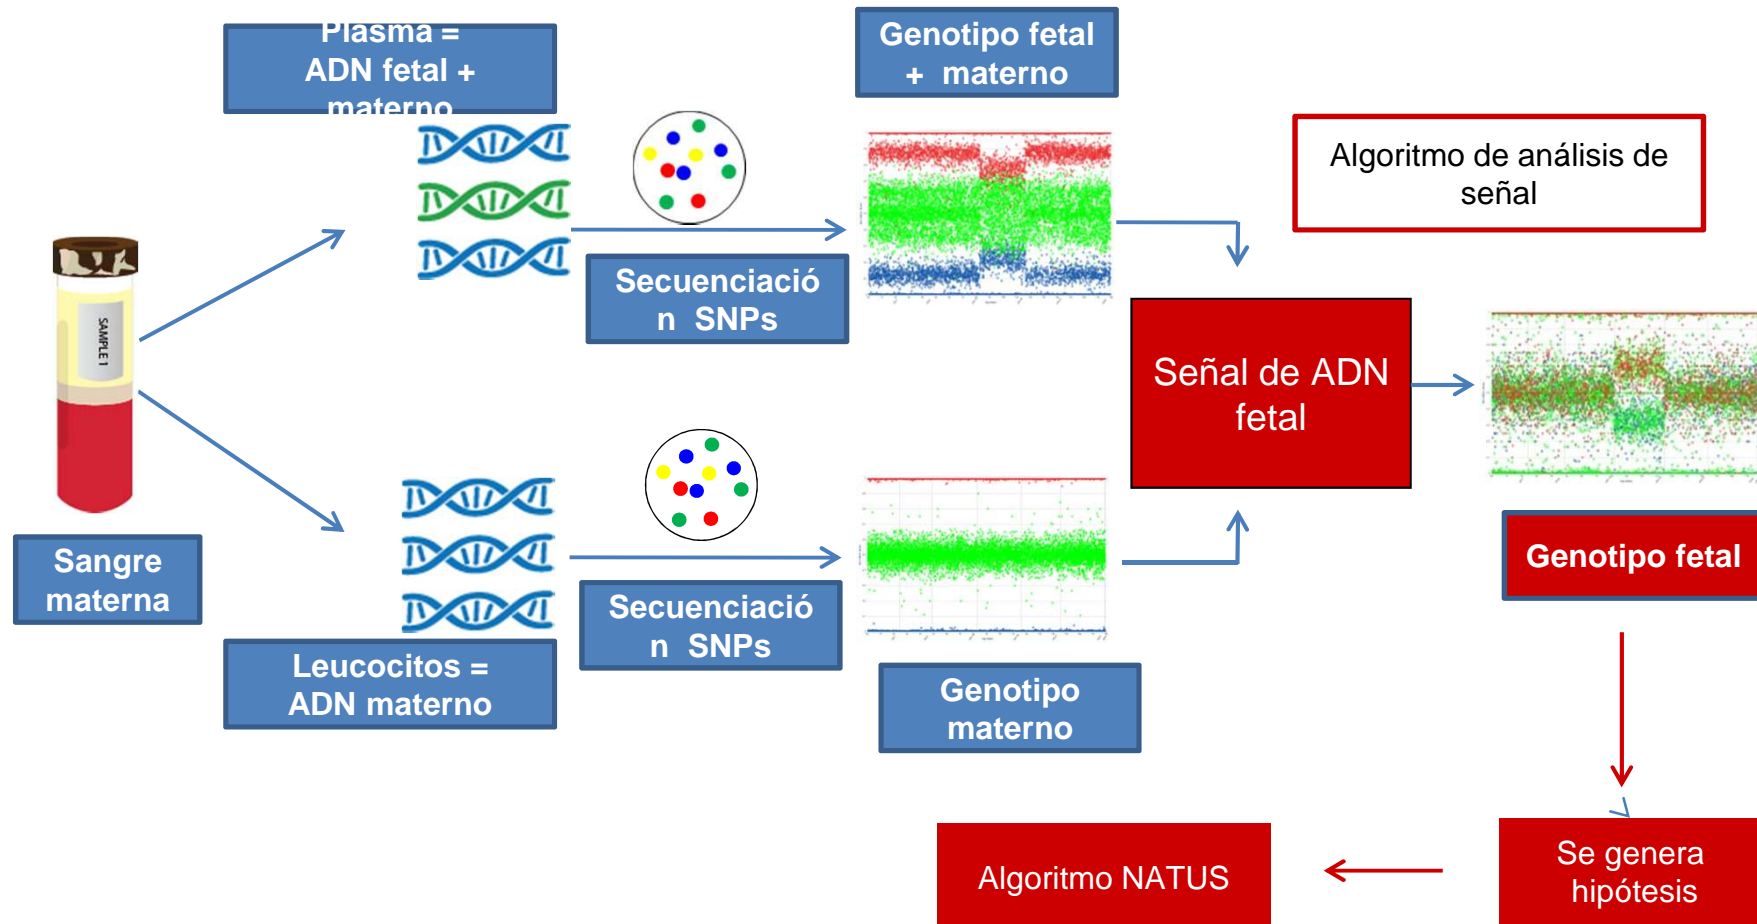 Plasma =
ADN fetal +
materno
Genotipo fetal
+ materno
Algoritmo de análisis de
señal
SAMPLE 1
Secuenciació
n SNPs
Señal de ADN
fetal
Sangre
materna
Secuenciació
n SNPs
Genotipo fetal
Leucocitos =
ADN materno
Genotipo
materno
Algoritmo NATUS
Se genera
hipótesis